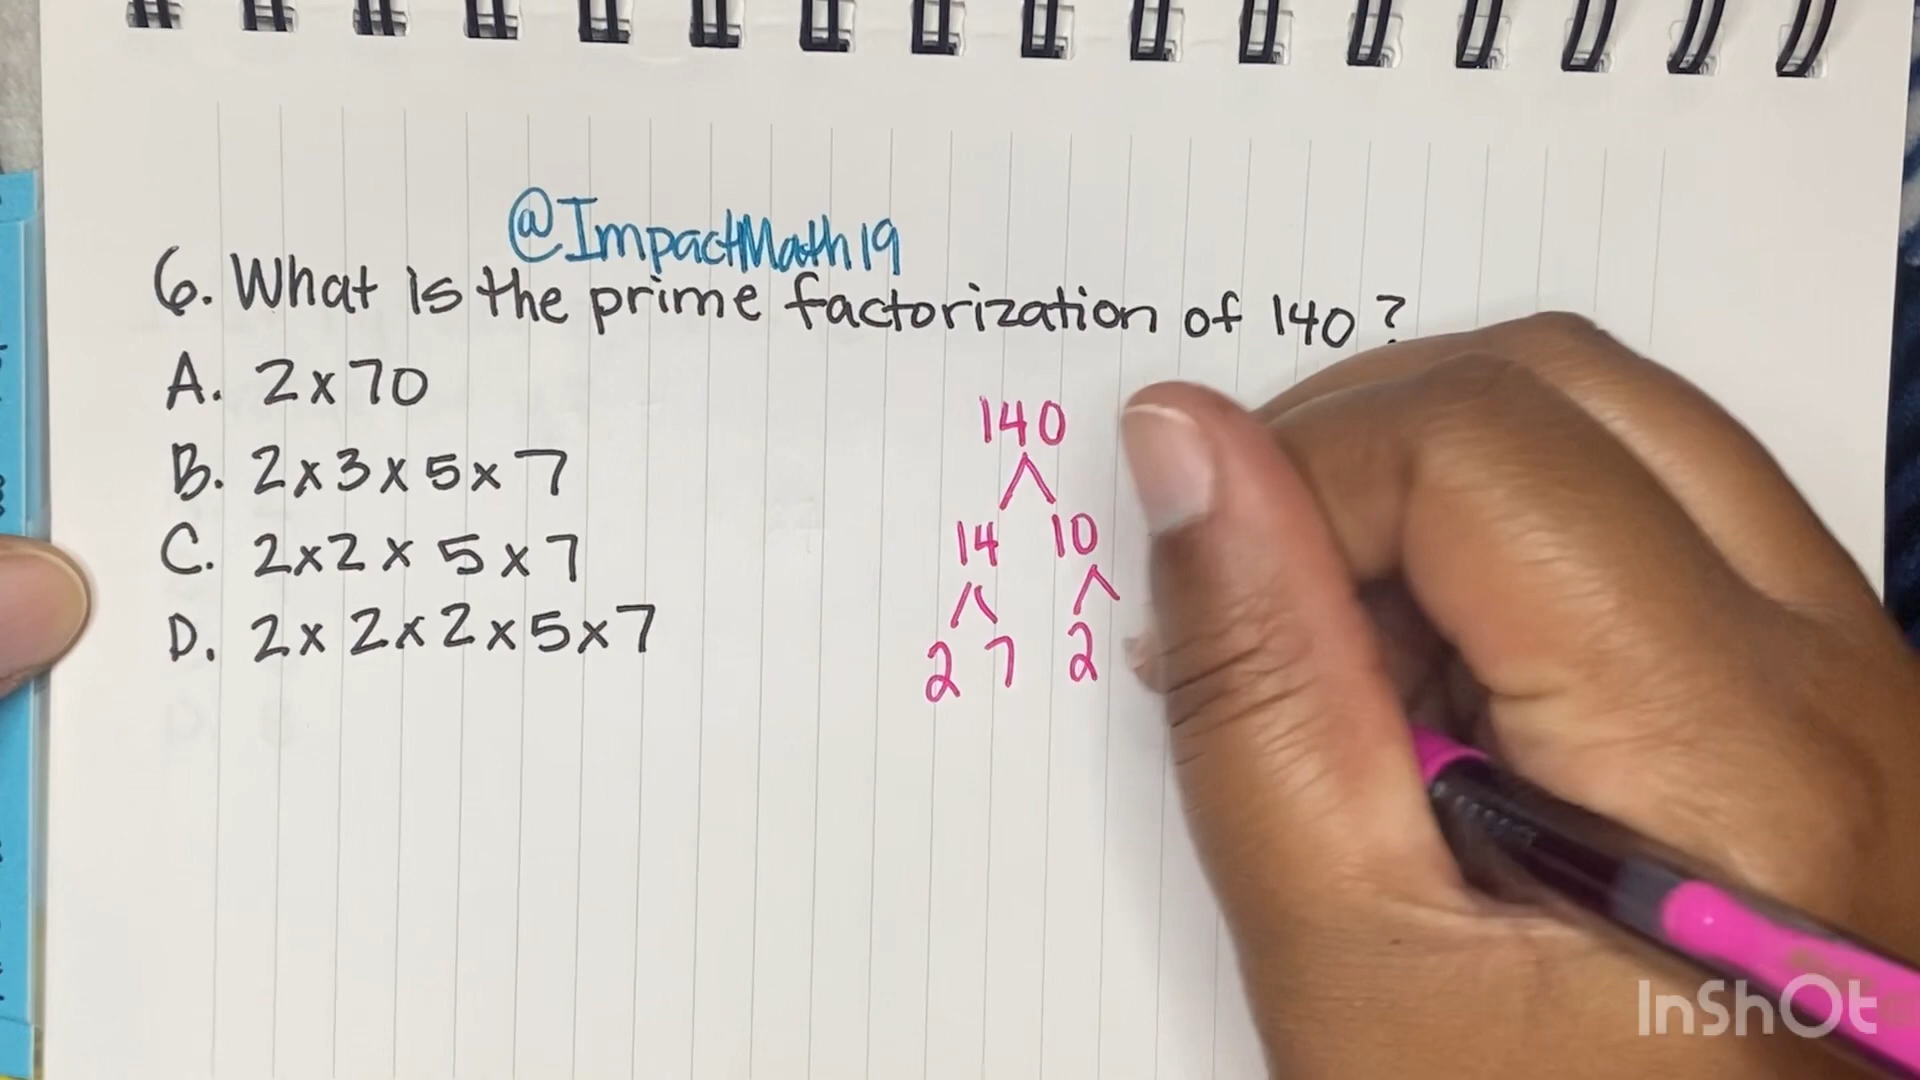 @ImpactMath19
6. What is the prime factorization of 140?
A. 2x70
B. 2x3x5x7
C. 2x2x5x7
D. 2x2x2x5x7
140
14 10
2 7 2
InShOt